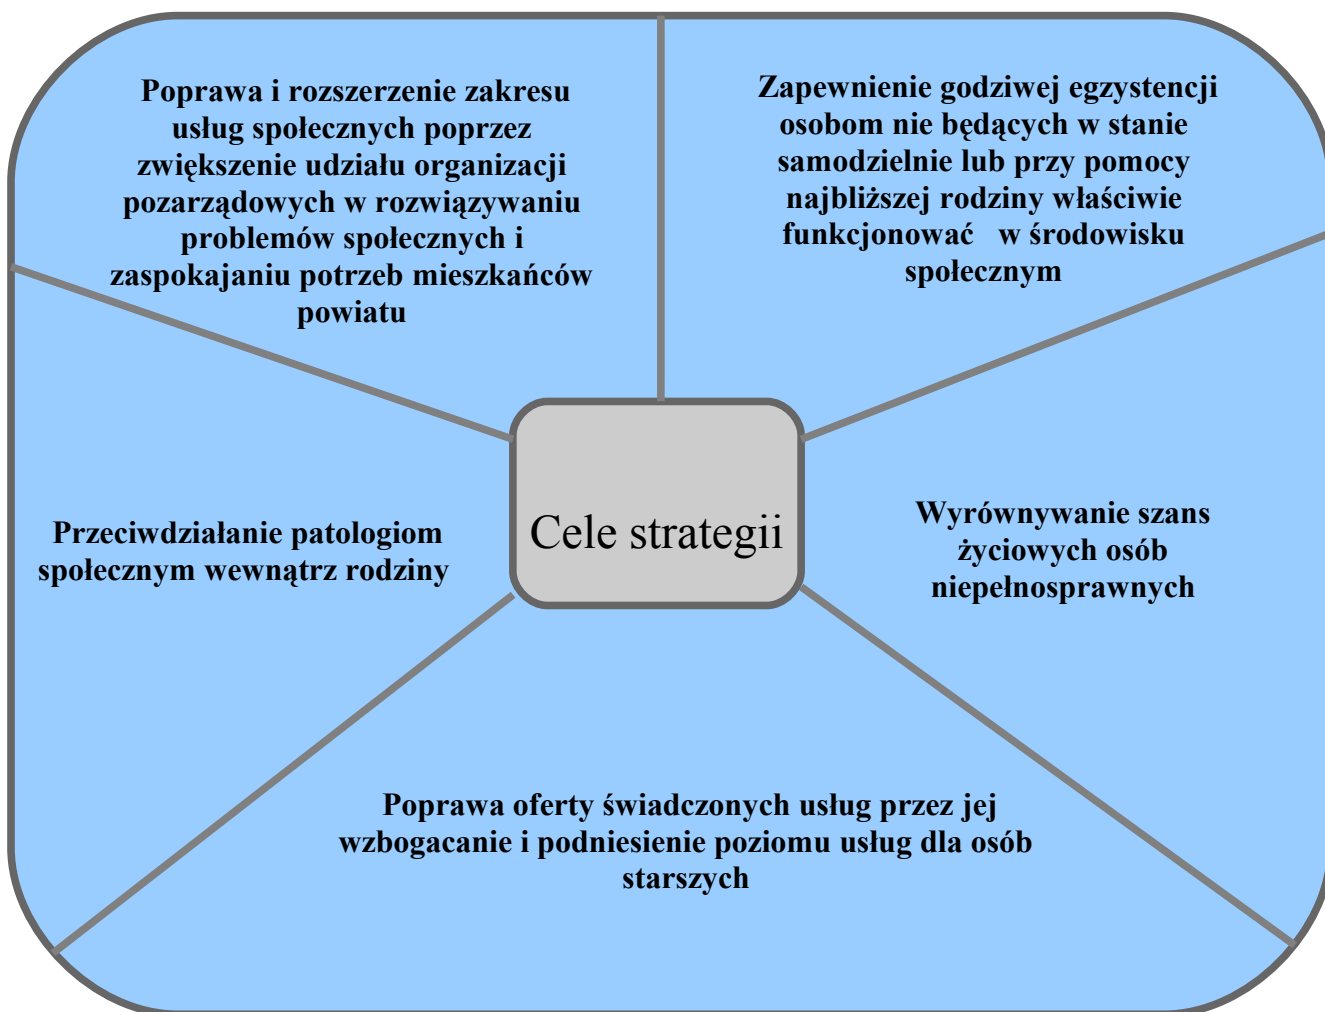 Poprawa i rozszerzenie zakresu
usług społecznych poprzez
zwiększenie udziału organizacji
pozarządowych w rozwiązywaniu
problemów społecznych i
zaspokajaniu potrzeb mieszkańców
powiatu
Zapewnienie godziwej egzystencji
osobom nie będących w stanie
samodzielnie lub przy pomocy
najbliższej rodziny właściwie
funkcjonować w środowisku
społecznym
Przeciwdziałanie patologiom
społecznym wewnątrz rodziny
Cele strategii
Wyrównywanie szans
życiowych osób
niepełnosprawnych
Poprawa oferty świadczonych usług przez jej
wzbogacanie i podniesienie poziomu usług dla osób
starszych